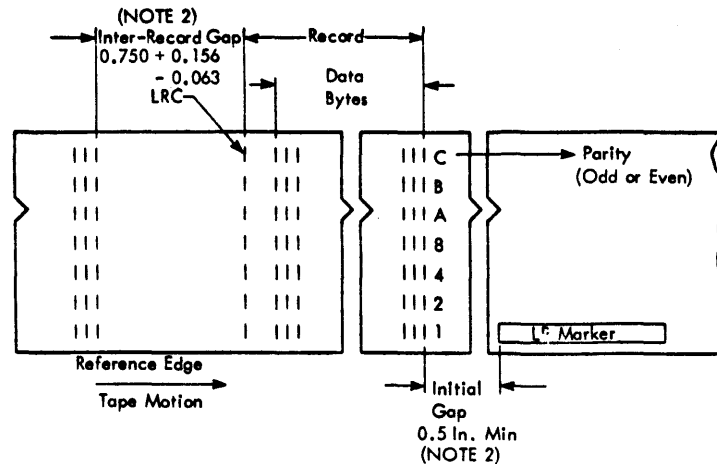 (NOTE 2)
Inter-Record Gap
0.750 + 0.156
- 0.063
LRC
Record
Data
Bytes
C
B
A
8
4
2
1
Parity
(Odd or Even)
Marker
Reference Edge
Tape Motion
Initial
Gap
0.5 In. Min
(NOTE 2)